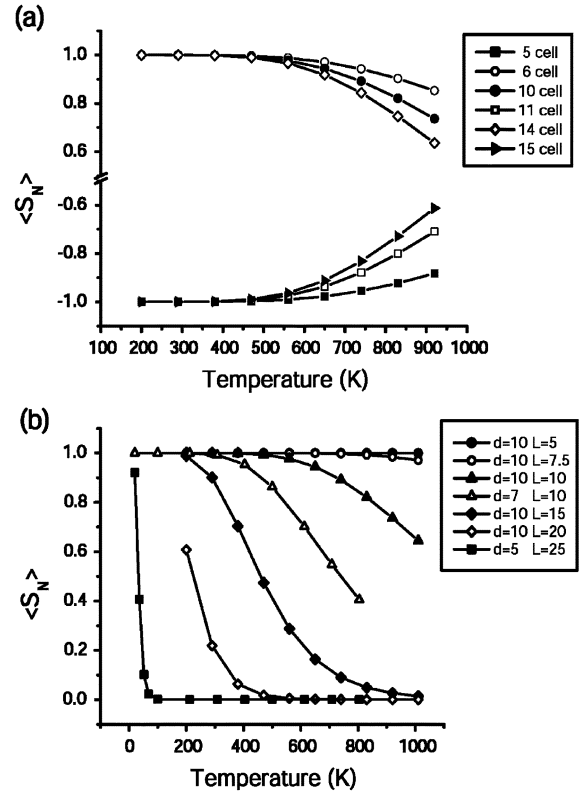 (a)
1.0
0.8
0.6
-0.6
-0.8
-1.0
<S_N>
100 200 300 400 500 600 700 800 900 1000
Temperature (K)
5 cell
6 cell
10 cell
11 cell
14 cell
15 cell
(b)
1.0
0.8
0.6
0.4
0.2
0.0
<S_N>
0 200 400 600 800 1000
Temperature (K)
d=10 L=5
d=10 L=7.5
d=10 L=10
d=7 L=10
d=10 L=15
d=10 L=20
d=5 L=25